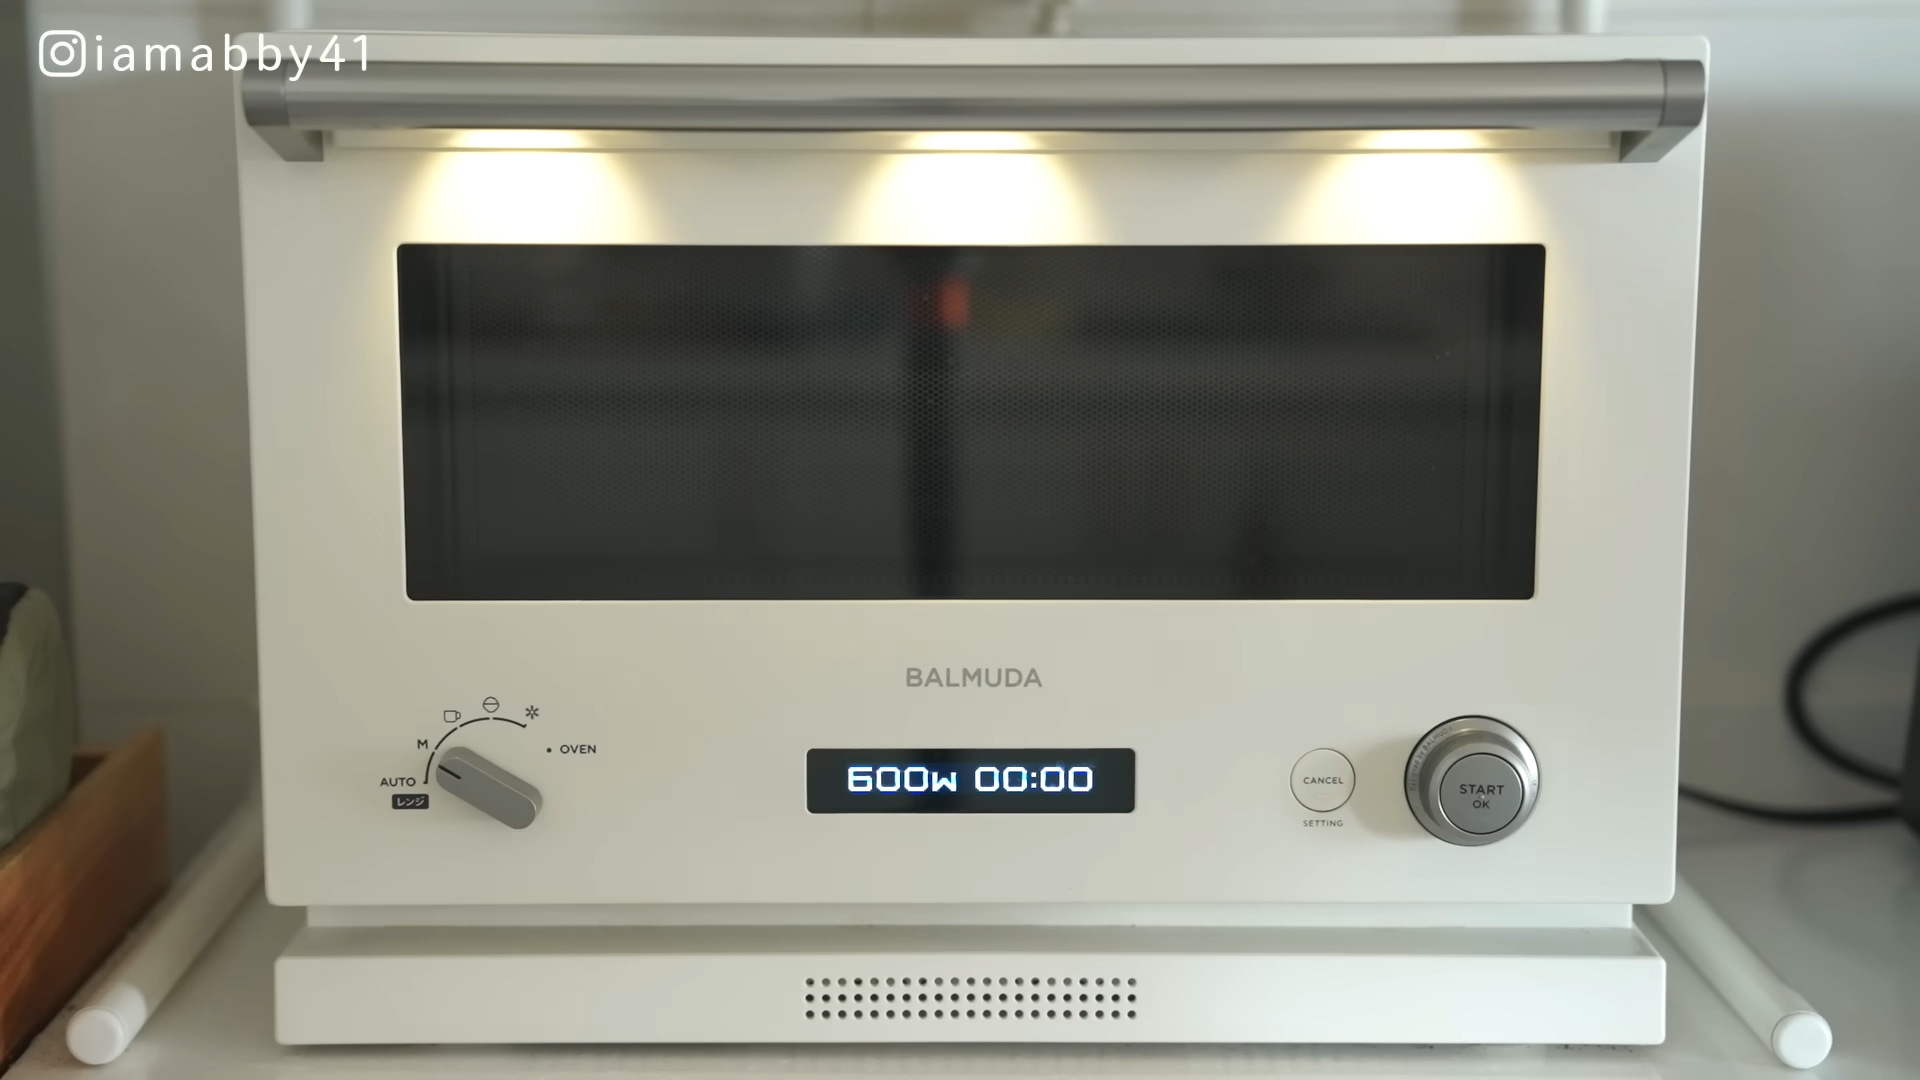 iamabby41
BALMUDA
M
AUTO
レンジ
OVEN
600W 00:00
CANCEL
SETTING
START
OK